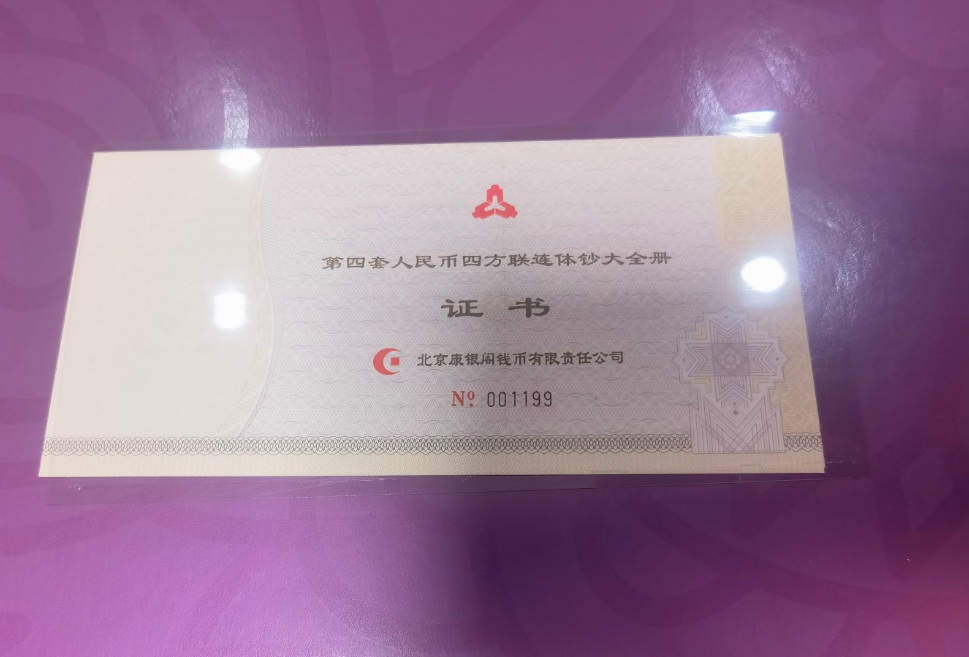 第四套人民币四方联连体钞大全册
证书
北京康银阁钱币有限责任公司
Nº 001199